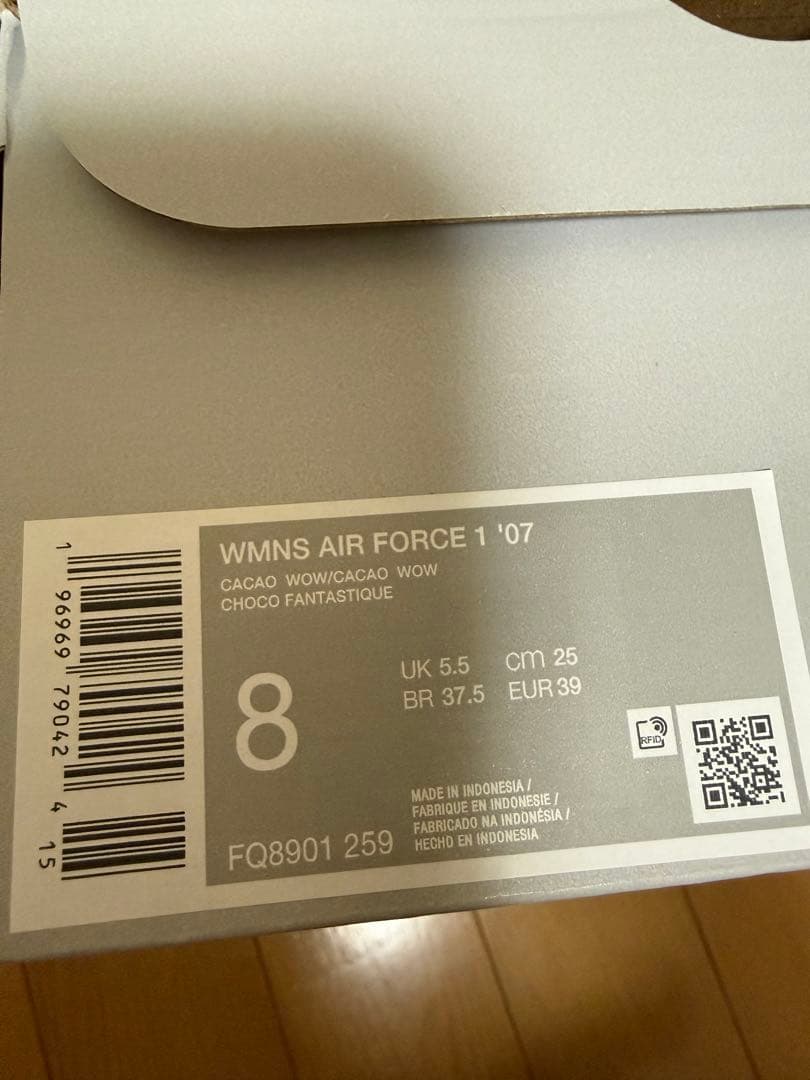 WMNS AIR FORCE 1 '07
CACAO WOW/CACAO WOW
CHOCO FANTASTIQUE
8
UK 5.5 cm 25
BR 37.5 EUR 39
RFID
MADE IN INDONESIA /
FABRIQUE EN INDONESIE /
FABRICADO NA INDONÉSIA /
HECHO EN INDONESIA
FQ8901 259
1 96969 79042 4 15